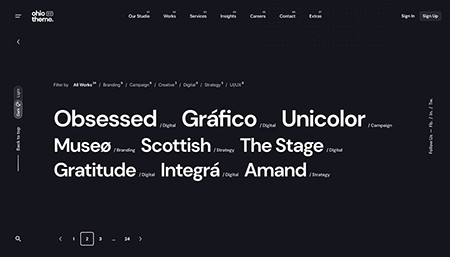 ohio
theme.
Our Studio Works Services Insights Careers Contact Extras
Sign In Sign Up
Filter by All Works / Branding / Campaign / Creative / Digital / Strategy / UI/UX
Light
Dark
Back to top
Follow Us — Fb. / In. / Tw.
Obsessed / Digital Gráfico / Digital Unicolor / Campaign
Museø / Branding Scottish / Strategy The Stage / Digital
Gratitude / Digital Integrá / Digital Amand / Strategy
1 2 3 ... 24